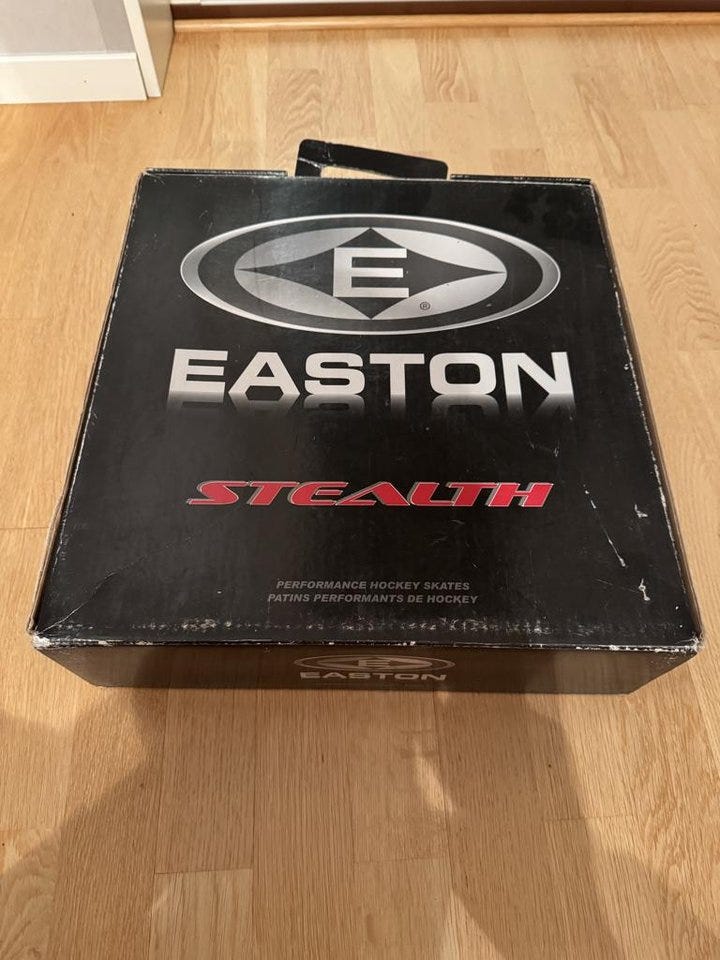 E
®
EASTON
STEALTH
PERFORMANCE HOCKEY SKATES
PATINS PERFORMANTS DE HOCKEY
E
EASTON